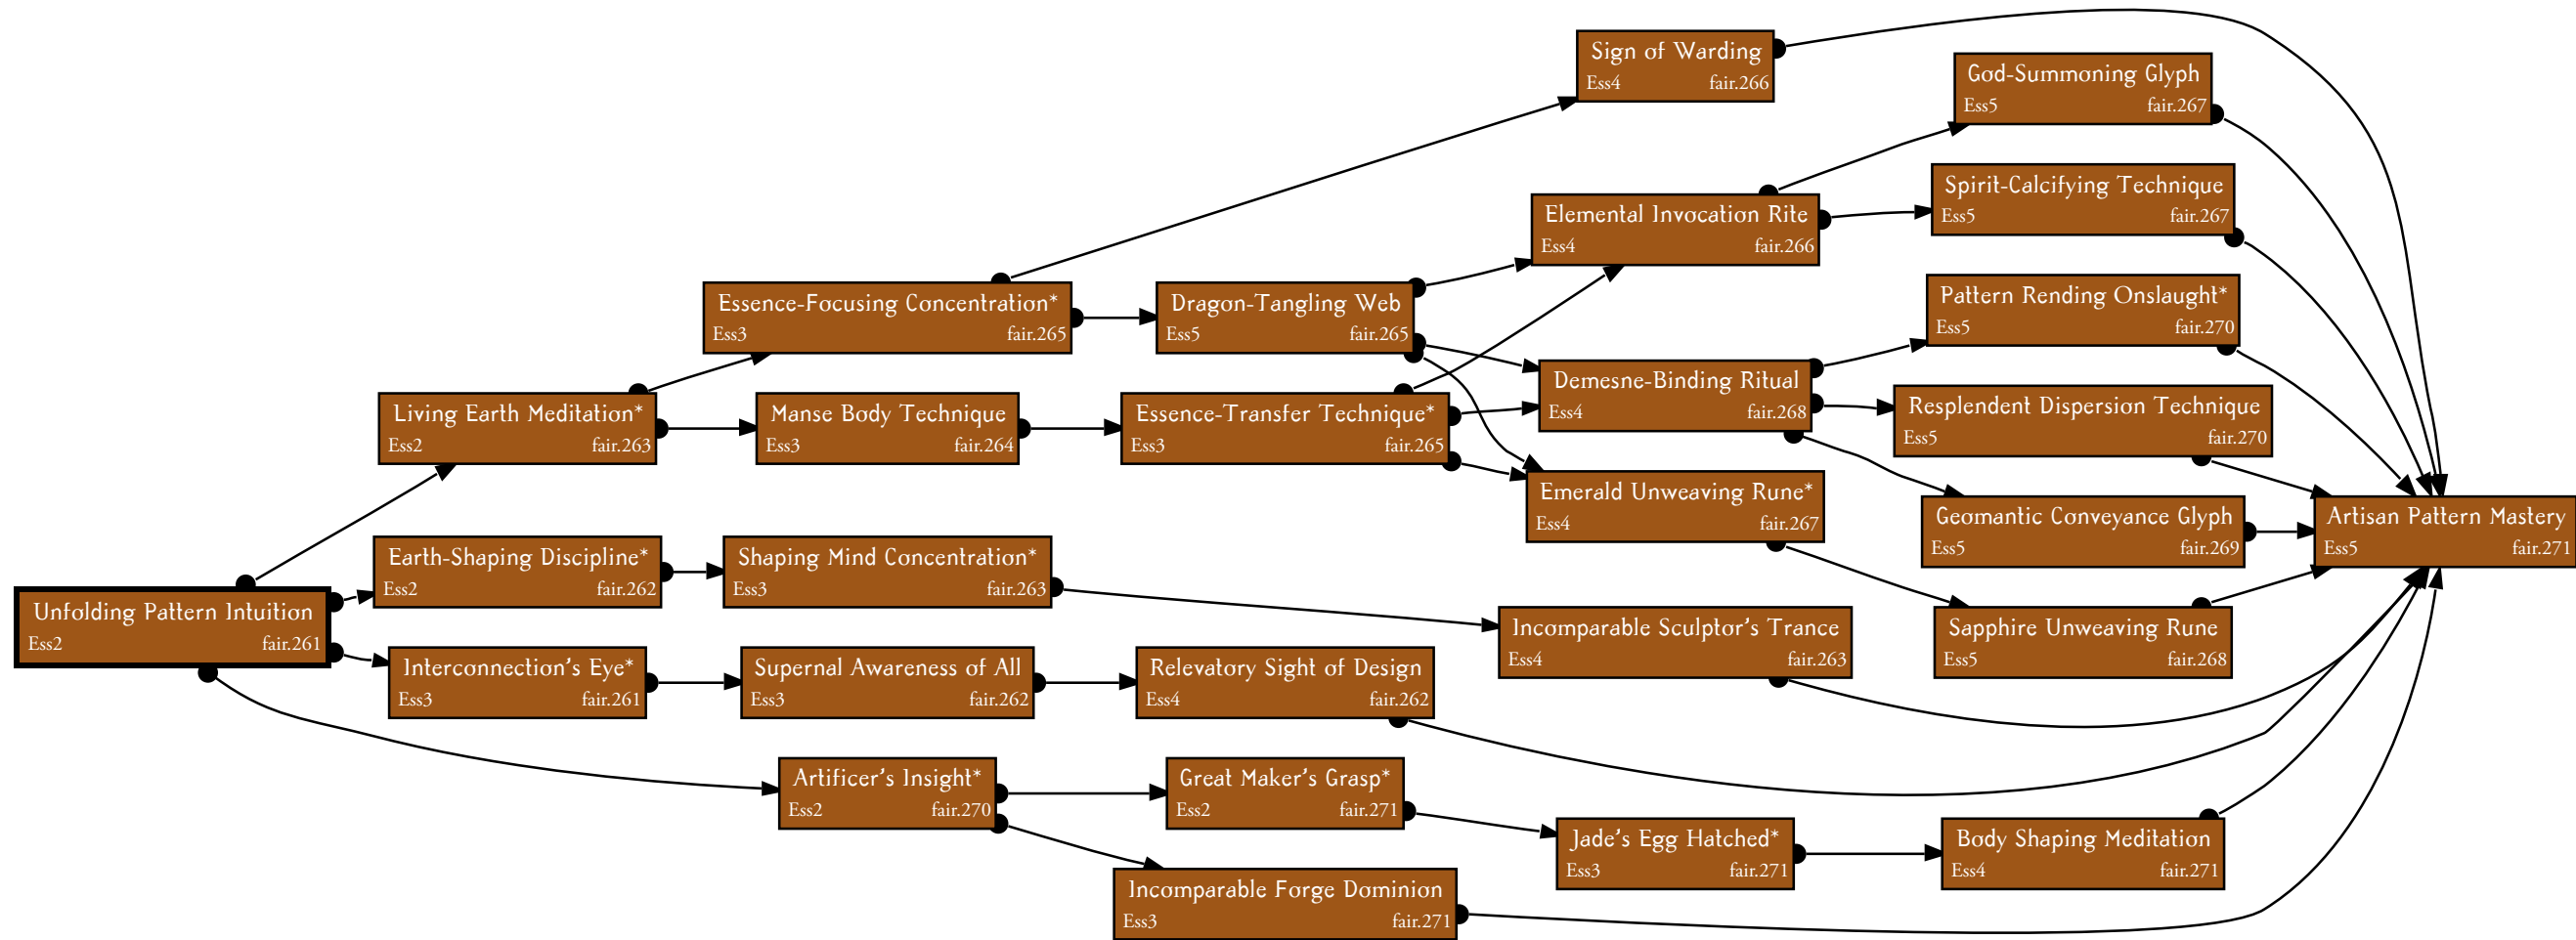 Sign of Warding
Ess4 fair.266
God-Summoning Glyph
Ess5 fair.267
Spirit-Calcifying Technique
Ess5 fair.267
Elemental Invocation Rite
Ess4 fair.266
Essence-Focusing Concentration*
Ess3 fair.265
Dragon-Tangling Web
Ess5 fair.265
Pattern Rending Onslaught*
Ess5 fair.270
Living Earth Meditation*
Ess2 fair.263
Manse Body Technique
Ess3 fair.264
Essence-Transfer Technique*
Ess3 fair.265
Demesne-Binding Ritual
Ess4 fair.268
Resplendent Dispersion Technique
Ess5 fair.270
Emerald Unweaving Rune*
Ess4 fair.267
Geomantic Conveyance Glyph
Ess5 fair.269
Artisan Pattern Mastery
Ess5 fair.271
Earth-Shaping Discipline*
Ess2 fair.262
Shaping Mind Concentration*
Ess3 fair.263
Unfolding Pattern Intuition
Ess2 fair.261
Incomparable Sculptor's Trance
Ess4 fair.263
Sapphire Unweaving Rune
Ess5 fair.268
Interconnection's Eye*
Ess3 fair.261
Supernal Awareness of All
Ess3 fair.262
Relevatory Sight of Design
Ess4 fair.262
Artificer's Insight*
Ess2 fair.270
Great Maker's Grasp*
Ess2 fair.271
Jade's Egg Hatched*
Ess3 fair.271
Body Shaping Meditation
Ess4 fair.271
Incomparable Forge Dominion
Ess3 fair.271